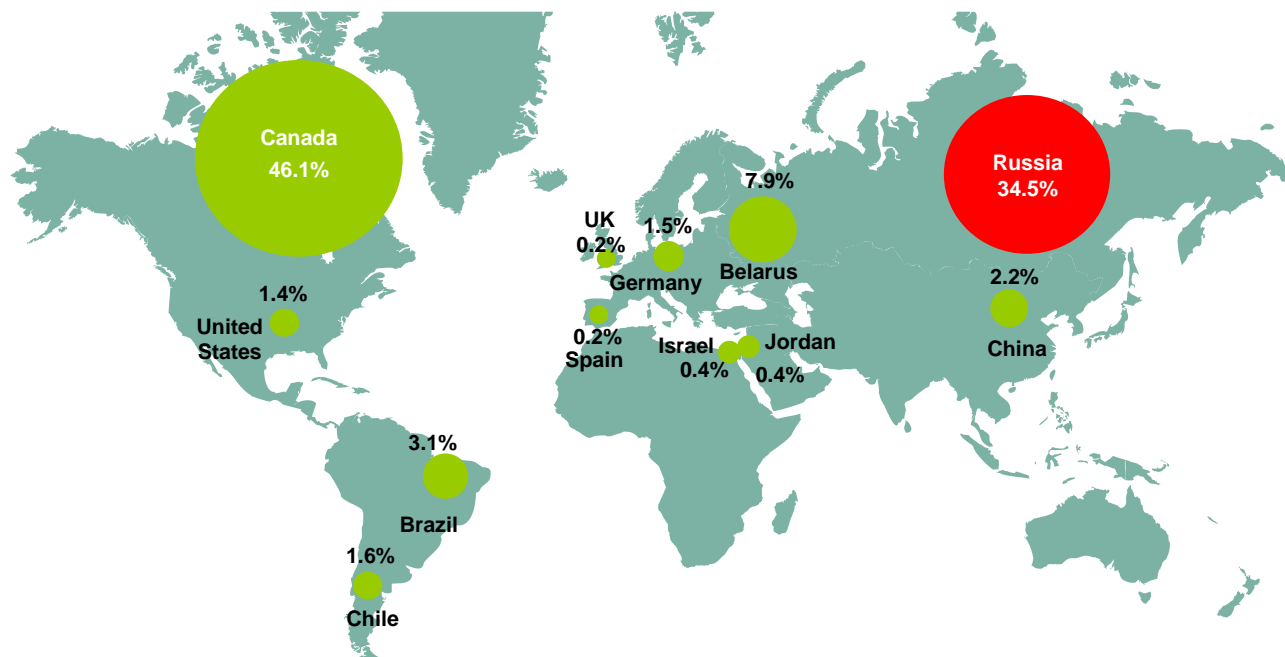 Canada
46.1%
Russia
34.5%
7.9%
Belarus
UK
0.2%
1.5%
Germany
2.2%
China
1.4%
United
States
0.2%
Spain
Israel
0.4%
Jordan
0.4%
3.1%
Brazil
1.6%
Chile